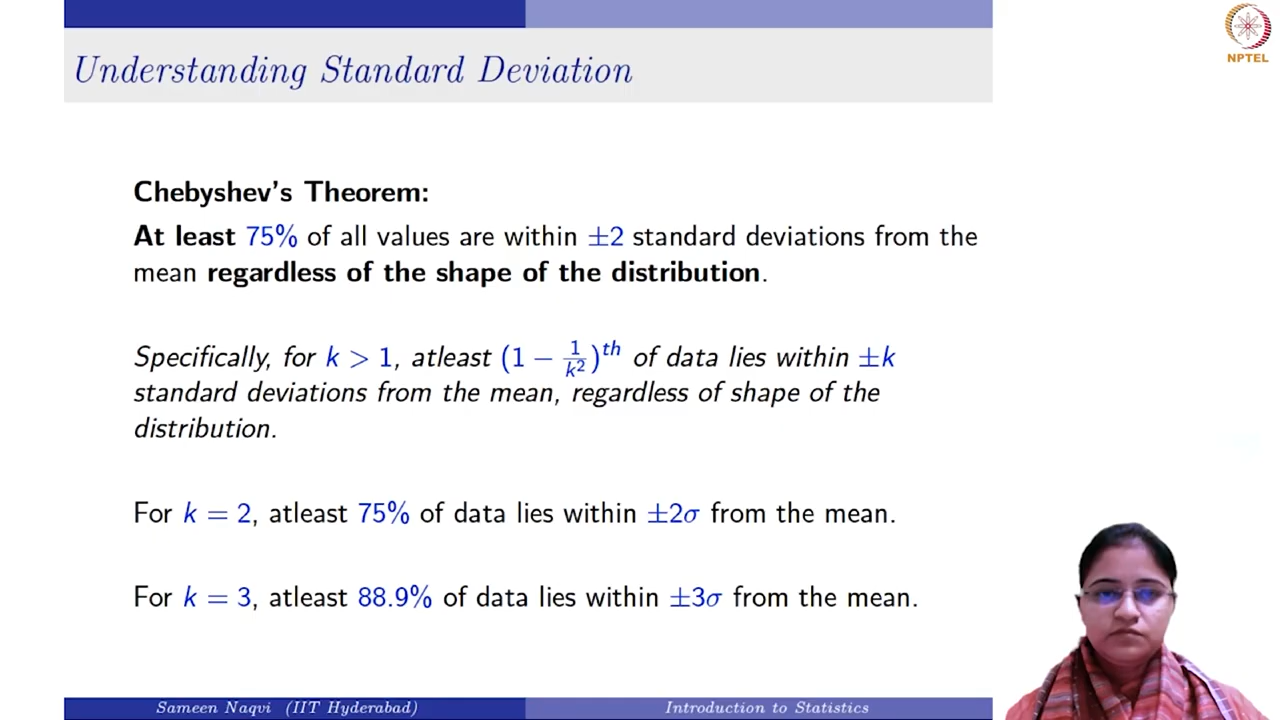 NPTEL
Understanding Standard Deviation
Chebyshev's Theorem:
At least 75% of all values are within ±2 standard deviations from the
mean regardless of the shape of the distribution.
Specifically, for k > 1, atleast (1 − 1/k²)^th of data lies within ±k
standard deviations from the mean, regardless of shape of the
distribution.
For k = 2, atleast 75% of data lies within ±2σ from the mean.
For k = 3, atleast 88.9% of data lies within ±3σ from the mean.
Sameen Naqvi (IIT Hyderabad) Introduction to Statistics